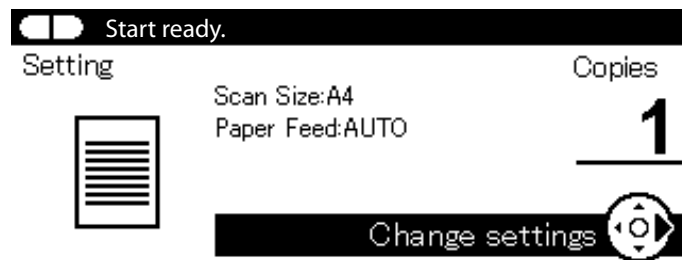 Start ready.
Setting
Copies
Scan Size:A4
Paper Feed:AUTO
1
Change settings